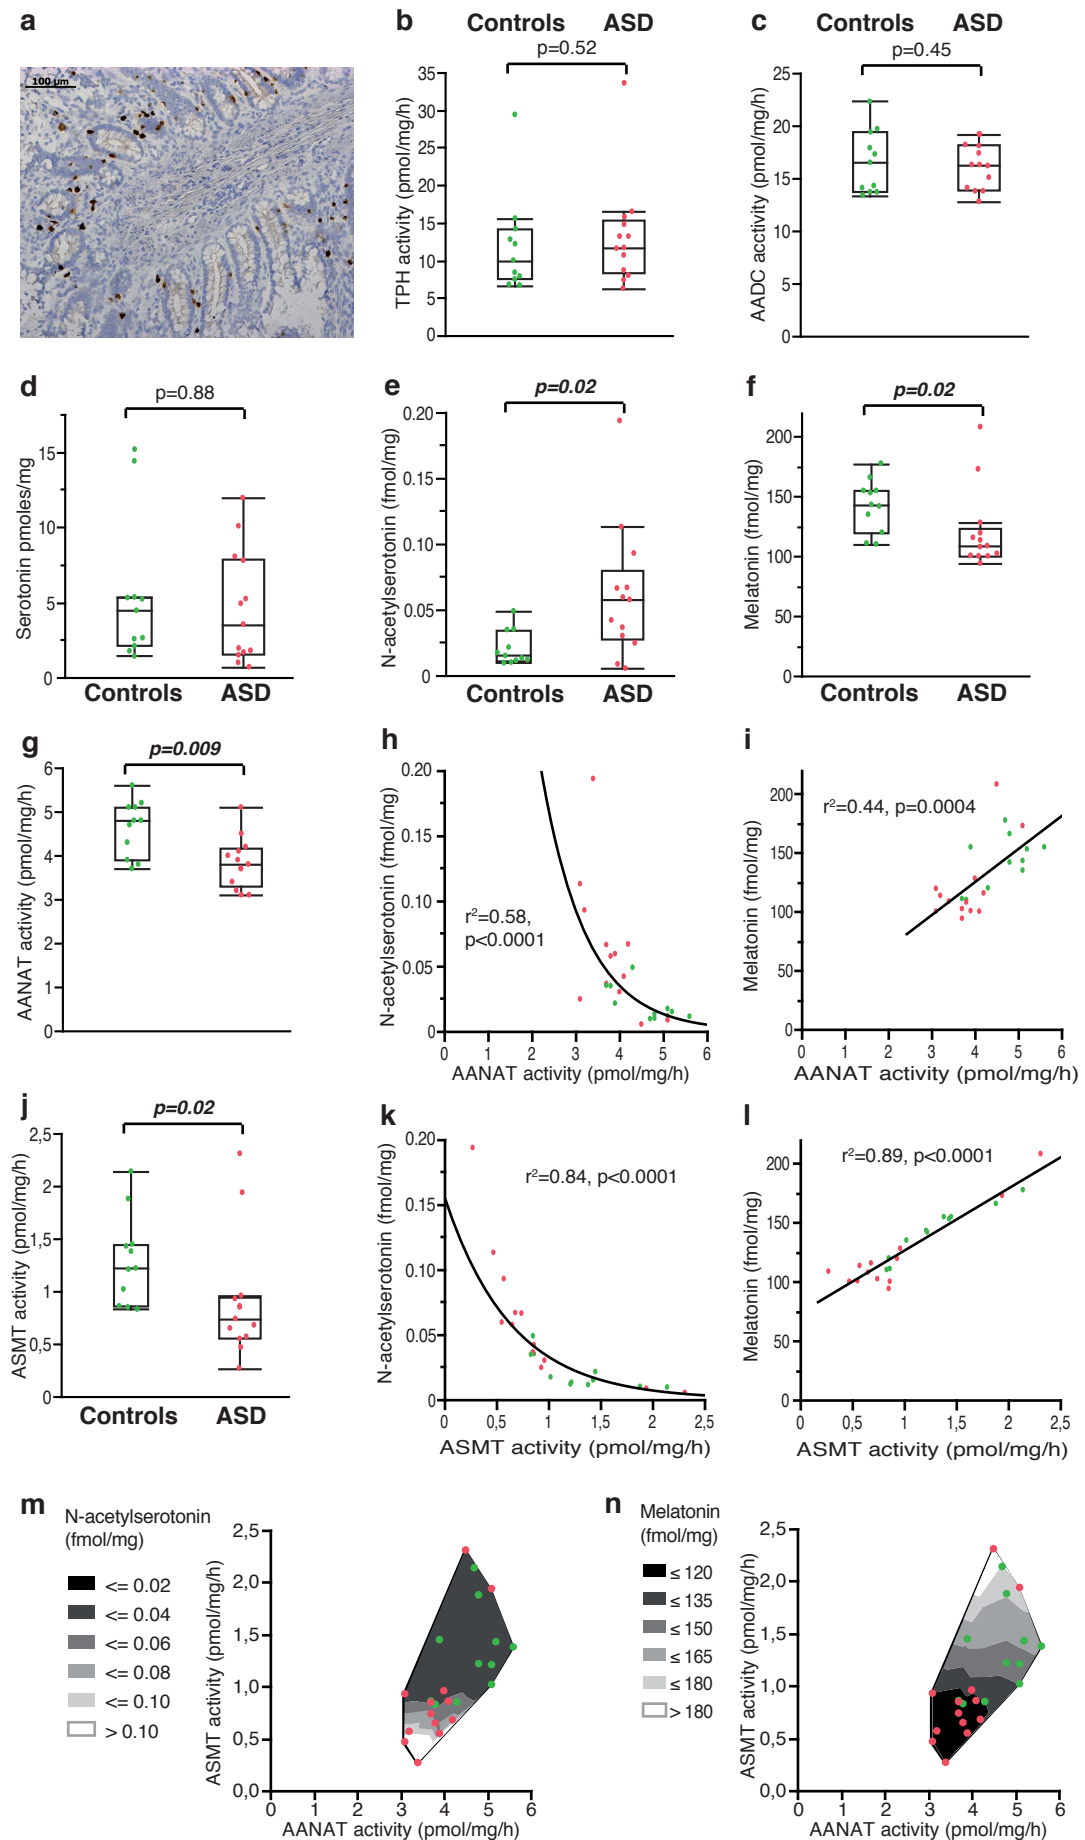 a
100 µm
b
Controls ASD
p=0.52
TPH activity (pmol/mg/h)
35
30
25
20
15
10
5
0
c
Controls ASD
p=0.45
AADC acctivity (pmol/mg/h)
25
20
15
10
5
0
d
p=0.88
Serotonin pmoles/mg
15
10
5
0
Controls ASD
e
p=0.02
N-acetylserotonin (fmol/mg)
0.20
0.15
0.10
0.05
0
Controls ASD
f
p=0.02
Melatonin (fmol/mg)
200
150
100
50
0
Controls ASD
g
p=0.009
AANAT activity (pmol/mg/h)
6
5
4
3
2
1
0
h
N-acetylserotonin (fmol/mg)
0.20
0.15
0.10
0.05
0
r²=0.58,
p<0.0001
0 1 2 3 4 5 6
AANAT activity (pmol/mg/h)
i
Melatonin (fmol/mg)
200
150
100
50
0
r²=0.44, p=0.0004
0 1 2 3 4 5 6
AANAT activity (pmol/mg/h)
j
p=0.02
ASMT activity (pmol/mg/h)
2,5
2
1,5
1
0,5
0
Controls ASD
k
N-acetylserotonin (fmol/mg)
0.20
0.15
0.10
0.05
0
r²=0.84, p<0.0001
0 0,5 1 1,5 2 2,5
ASMT activity (pmol/mg/h)
l
Melatonin (fmol/mg)
200
150
100
50
0
r²=0.89, p<0.0001
0 0,5 1 1,5 2 2,5
ASMT activity (pmol/mg/h)
m
N-acetylserotonin
(fmol/mg)
<= 0.02
<= 0.04
<= 0.06
<= 0.08
<= 0.10
> 0.10
ASMT activity (pmol/mg/h)
2,5
2,0
1,5
1,0
0,5
0,0
0 1 2 3 4 5 6
AANAT activity (pmol/mg/h)
n
Melatonin
(fmol/mg)
≤ 120
≤ 135
≤ 150
≤ 165
≤ 180
> 180
ASMT activity (pmol/mg/h)
2,5
2,0
1,5
1,0
0,5
0,0
0 1 2 3 4 5 6
AANAT activity (pmol/mg/h)